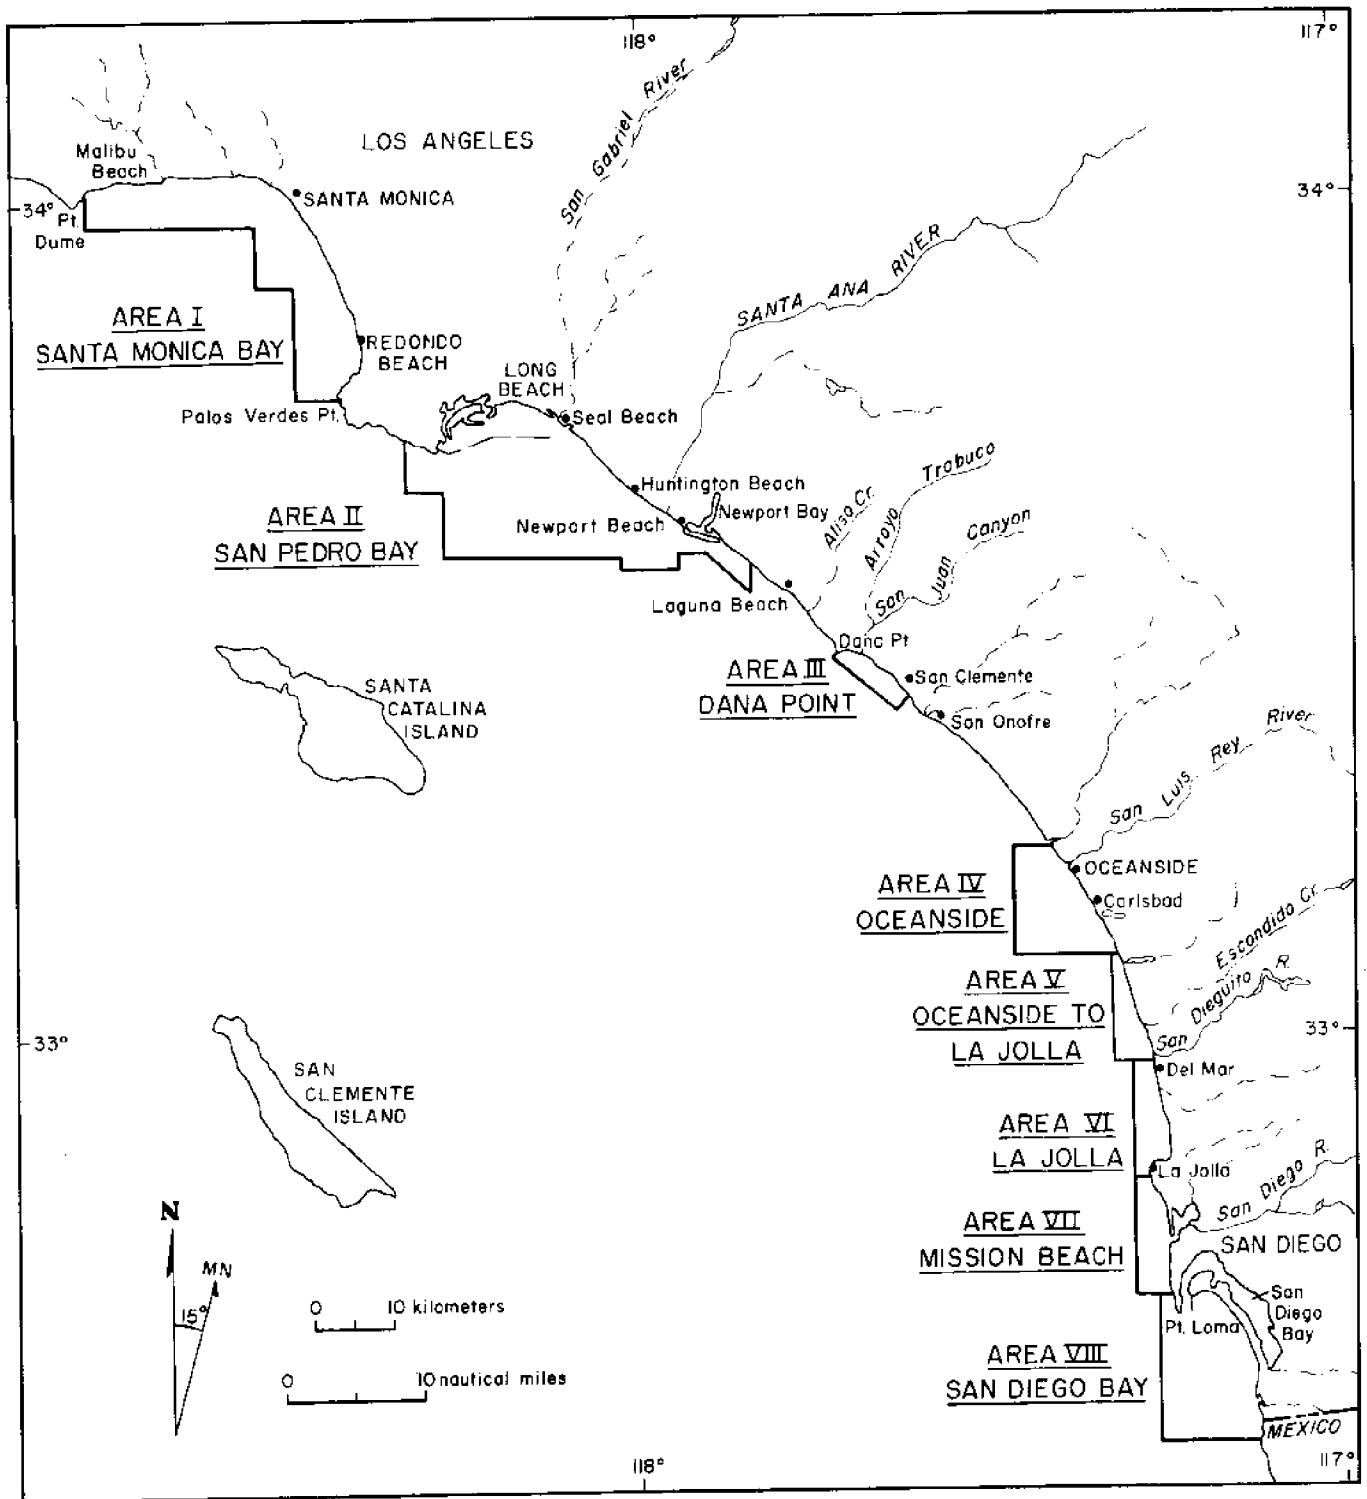 118°
117°
San Gabriel River
LOS ANGELES
Malibu
Beach
SANTA MONICA
34°
34°
Pt.
Dume
SANTA ANA RIVER
AREA I
SANTA MONICA BAY
REDONDO
BEACH
LONG
BEACH
Palos Verdes Pt.
Seal Beach
Trabuco
Arroyo
Huntington Beach
Aliso Cr.
Newport Bay
Newport Beach
AREA II
SAN PEDRO BAY
San Juan Canyon
Laguna Beach
Dana Pt
AREA III
DANA POINT
San Clemente
San Onofre
SANTA
CATALINA
ISLAND
San Luis Rey River
OCEANSIDE
AREA IV
OCEANSIDE
Carlsbad
Escondido Cr.
AREA V
OCEANSIDE TO
LA JOLLA
San Dieguito R.
33°
33°
Del Mar
SAN
CLEMENTE
ISLAND
AREA VI
LA JOLLA
La Jolla
San Diego R.
N
MN
15°
AREA VII
MISSION BEACH
SAN DIEGO
San
Diego
Bay
0 10 kilometers
Pt. Loma
AREA VIII
SAN DIEGO BAY
0 10 nautical miles
MEXICO
118°
117°